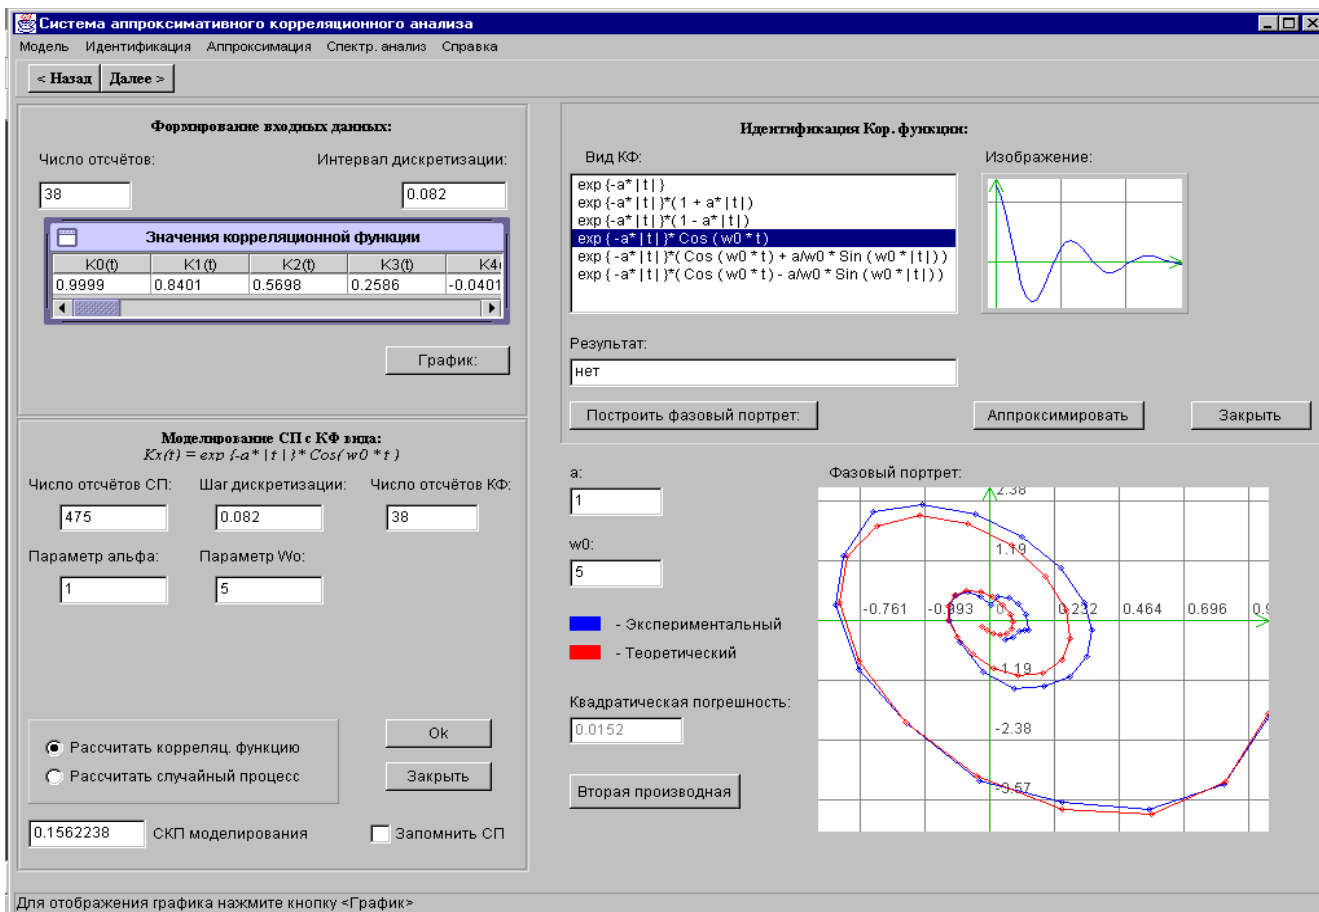 Система аппроксимативного корреляционного анализа
Модель Идентификация Аппроксимация Спектр. анализ Справка
< Назад Далее >
Формирование входных данных:
Число отсчётов: Интервал дискретизации:
38 0.082
Значения корреляционной функции
K0(t) K1(t) K2(t) K3(t) K4(
0.9999 0.8401 0.5698 0.2586 -0.0401
График:
Моделирование СП с КФ вида:
Kx(t) = exp {-a* | t | }* Cos( w0 * t )
Число отсчётов СП: Шаг дискретизации: Число отсчётов КФ:
475 0.082 38
Параметр альфа: Параметр Wo:
1 5
Рассчитать корреляц. функцию
Рассчитать случайный процесс
Ok
Закрыть
0.1562238 СКП моделирования Запомнить СП
Идентификация Кор. функции:
Вид КФ: Изображение:
exp {-a* | t | }
exp {-a* | t | }*( 1 + a* | t | )
exp {-a* | t | }*( 1 - a* | t | )
exp { -a* | t | }* Cos ( w0 * t )
exp {-a* | t | }*( Cos ( w0 * t ) + a/w0 * Sin ( w0 * | t | ) )
exp {-a* | t | }*( Cos ( w0 * t ) - a/w0 * Sin ( w0 * | t | ) )
Результат:
нет
Построить фазовый портрет: Аппроксимировать Закрыть
a:
1
w0:
5
- Экспериментальный
- Теоретический
Квадратическая погрешность:
0.0152
Вторая производная
Фазовый портрет:
2.38
1.19
-0.761 0.232 0.464 0.696
-1.19
-2.38
-3.57
Для отображения графика нажмите кнопку <График>